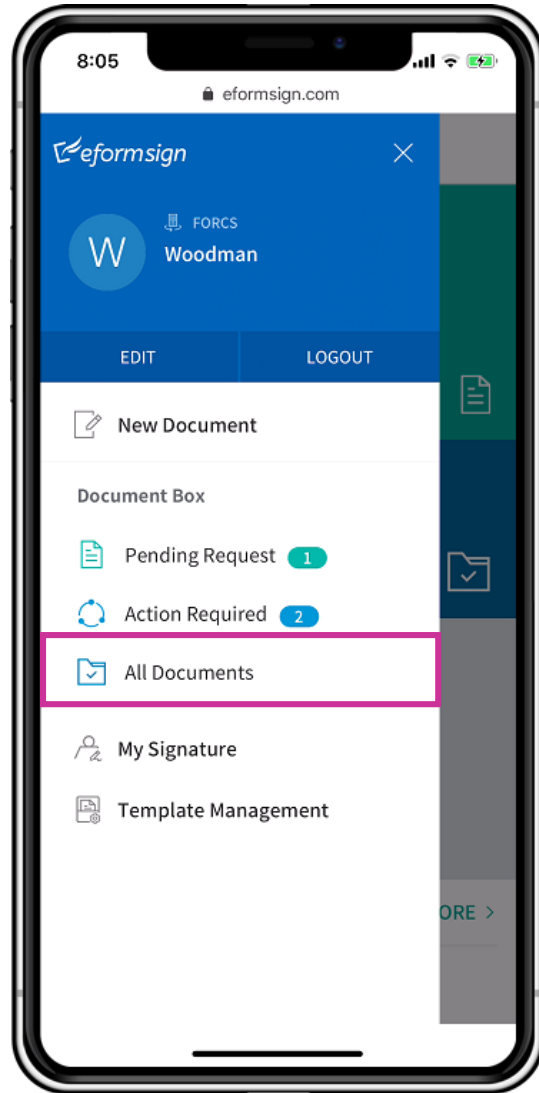 8:05
eformsign.com
eformsign
W
FORCS
Woodman
EDIT
LOGOUT
New Document
Document Box
Pending Request 1
Action Required 2
All Documents
My Signature
Template Management
ORE >